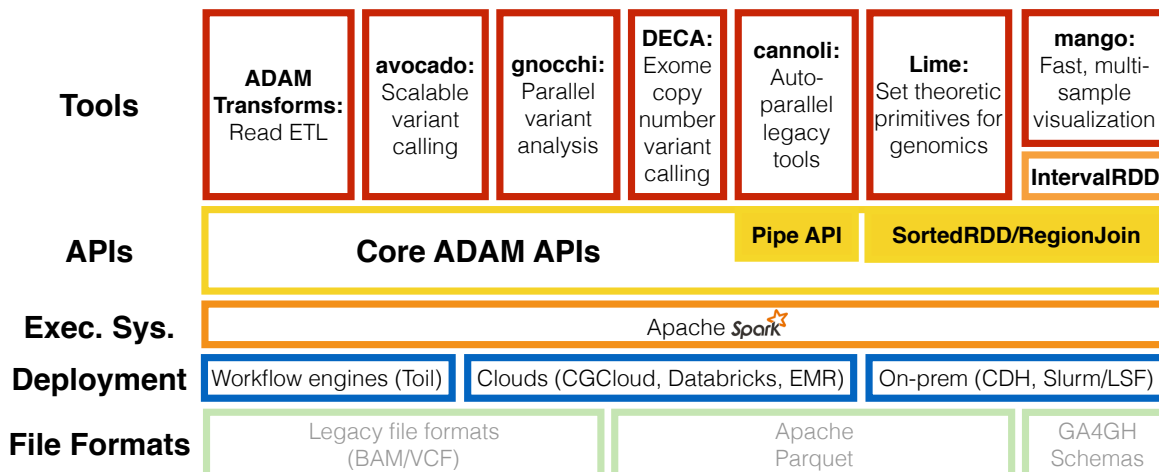 Tools
ADAM
Transforms:
Read ETL
avocado:
Scalable
variant
calling
gnocchi:
Parallel
variant
analysis
DECA:
Exome
copy
number
variant
calling
cannoli:
Auto-
parallel
legacy
tools
Lime:
Set theoretic
primitives for
genomics
mango:
Fast, multi-
sample
visualization
IntervalRDD
APIs
Core ADAM APIs
Pipe API
SortedRDD/RegionJoin
Exec. Sys.
Apache Spark
Deployment
Workflow engines (Toil)
Clouds (CGCloud, Databricks, EMR)
On-prem (CDH, Slurm/LSF)
File Formats
Legacy file formats
(BAM/VCF)
Apache
Parquet
GA4GH
Schemas